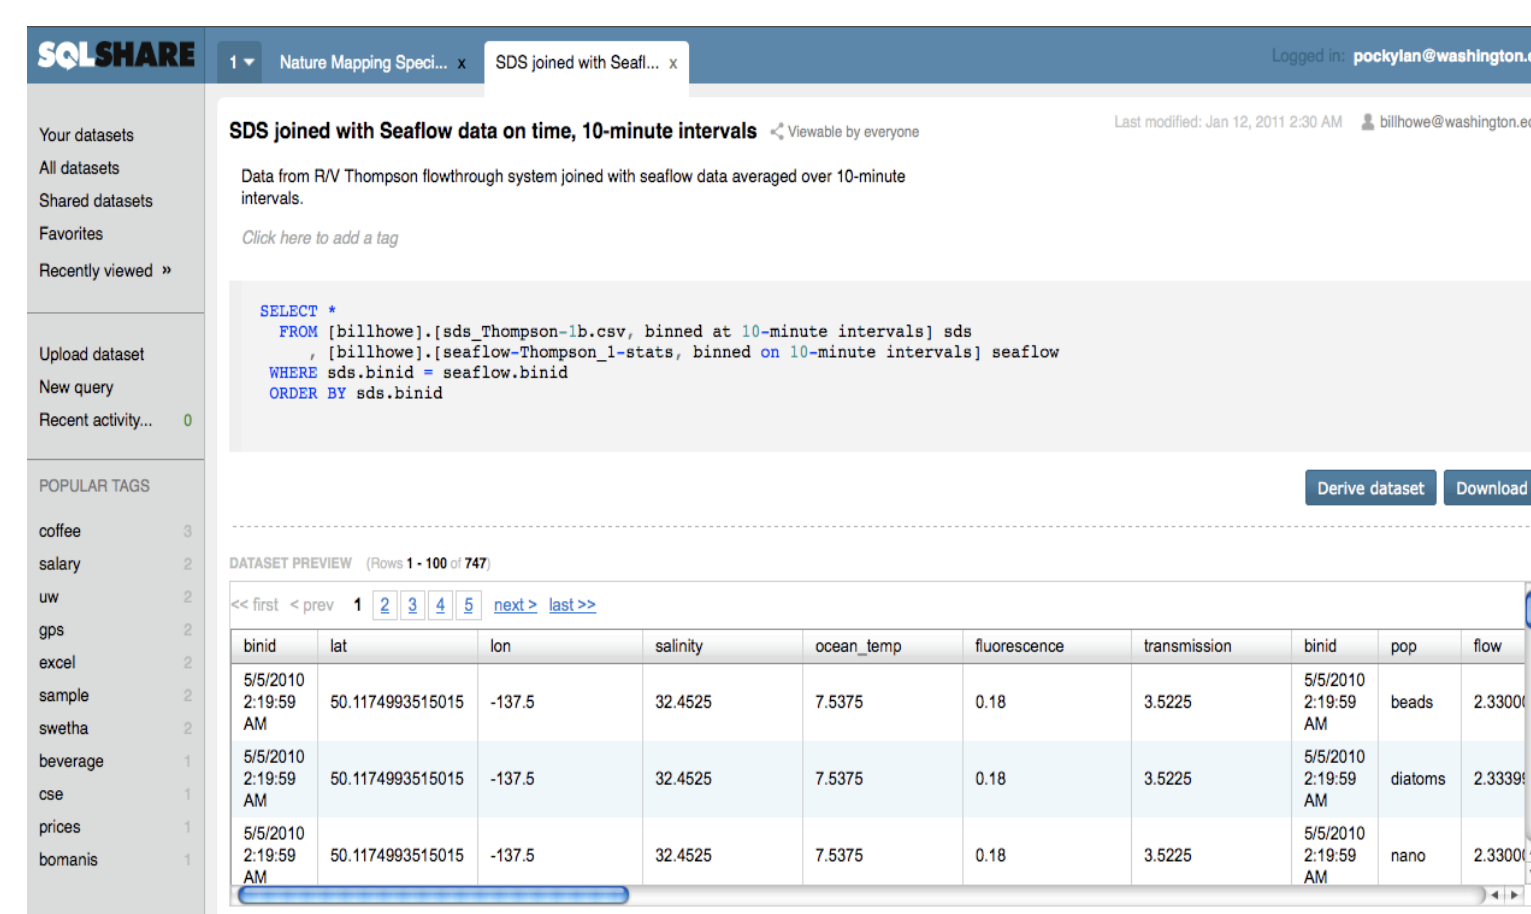 SQLSHARE
1 Nature Mapping Speci... x SDS joined with Seafl... x
Logged in: pockylan@washington.
Your datasets
All datasets
Shared datasets
Favorites
Recently viewed »
Upload dataset
New query
Recent activity... 0
POPULAR TAGS
coffee 3
salary 2
uw 2
gps 2
excel 2
sample 2
swetha 2
beverage 1
cse 1
prices 1
bomanis 1
SDS joined with Seaflow data on time, 10-minute intervals Viewable by everyone
Last modified: Jan 12, 2011 2:30 AM billhowe@washington.e
Data from R/V Thompson flowthrough system joined with seaflow data averaged over 10-minute
intervals.
Click here to add a tag
SELECT *
FROM [billhowe].[sds_Thompson-1b.csv, binned at 10-minute intervals] sds
, [billhowe].[seaflow-Thompson_1-stats, binned on 10-minute intervals] seaflow
WHERE sds.binid = seaflow.binid
ORDER BY sds.binid
Derive dataset Download
DATASET PREVIEW (Rows 1 - 100 of 747)
<< first < prev 1 2 3 4 5 next > last >>
binid lat lon salinity ocean_temp fluorescence transmission binid pop flow
5/5/2010 5/5/2010
2:19:59 50.1174993515015 -137.5 32.4525 7.5375 0.18 3.5225 2:19:59 beads 2.3300
AM AM
5/5/2010 5/5/2010
2:19:59 50.1174993515015 -137.5 32.4525 7.5375 0.18 3.5225 2:19:59 diatoms 2.3339
AM AM
5/5/2010 5/5/2010
2:19:59 50.1174993515015 -137.5 32.4525 7.5375 0.18 3.5225 2:19:59 nano 2.3300
AM AM